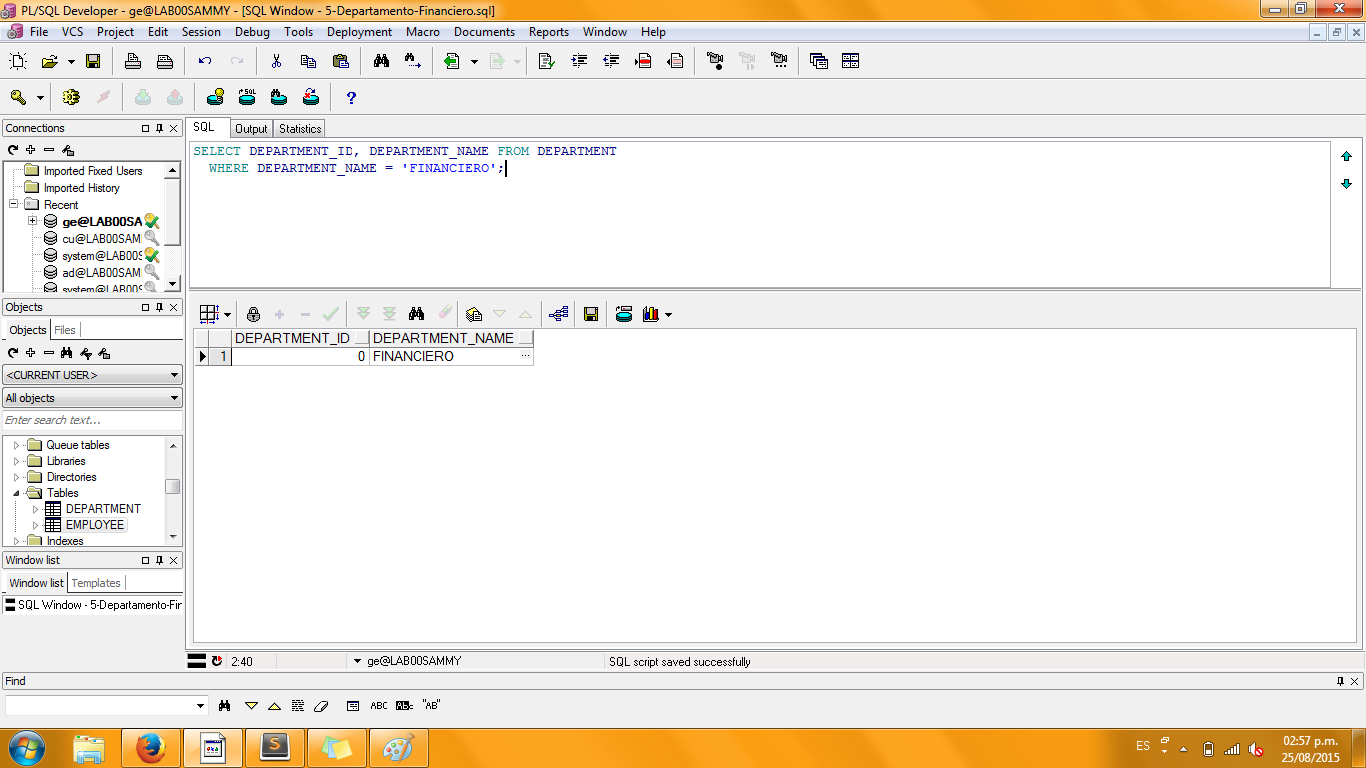 PL/SQL Developer - ge@LAB00SAMMY - [SQL Window - 5-Departamento-Financiero.sql]
File VCS Project Edit Session Debug Tools Deployment Macro Documents Reports Window Help
SQL
?
Connections
Imported Fixed Users
Imported History
Recent
ge@LAB00SA
cu@LAB00SAM
system@LAB00S
ad@LAB00SAM
system@LAB00S
SQL Output Statistics
SELECT DEPARTMENT_ID, DEPARTMENT_NAME FROM DEPARTMENT
WHERE DEPARTMENT_NAME = 'FINANCIERO';
Objects
Objects Files
<CURRENT USER>
All objects
Enter search text...
Queue tables
Libraries
Directories
Tables
DEPARTMENT
EMPLOYEE
Indexes
DEPARTMENT_ID DEPARTMENT_NAME
1 0 FINANCIERO ...
Window list
Window list Templates
SQL Window - 5-Departamento-Fin
2:40 ge@LAB00SAMMY SQL script saved successfully
Find
ABC "AB"
S
ES 02:57 p.m.
25/08/2015